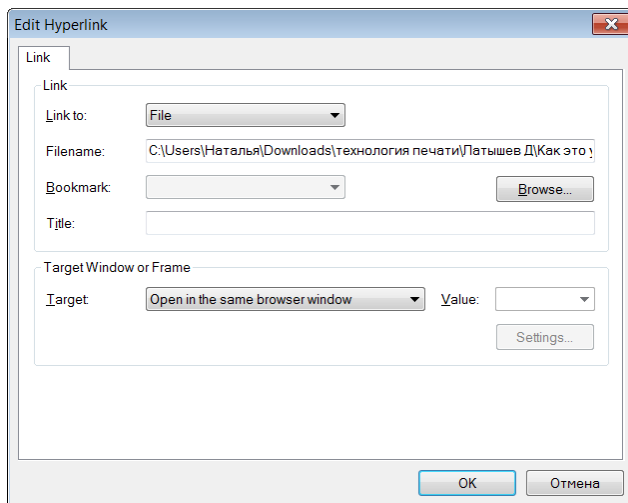 Edit Hyperlink
Link
Link
Link to: File
Filename: C:\Users\Наталья\Downloads\технология печати\Латышев Д\Как это у
Bookmark: Browse...
Title:
Target Window or Frame
Target: Open in the same browser window Value:
Settings...
OK Отмена